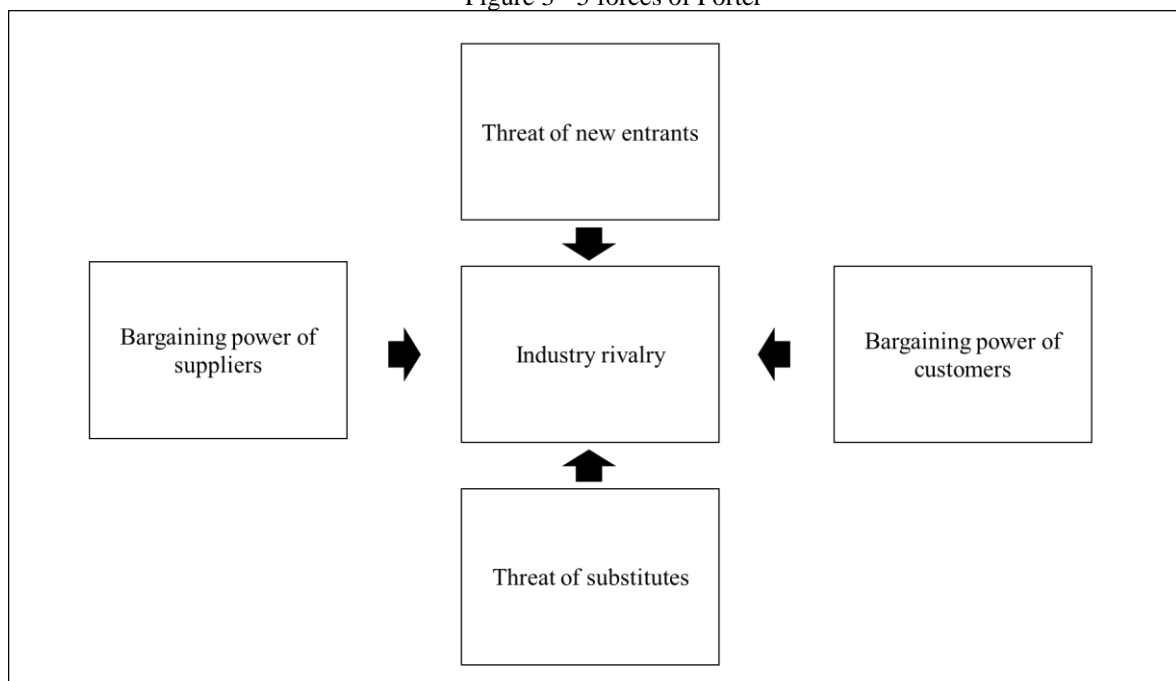 Figure 3 - 5 forces of Porter
Threat of new entrants
Bargaining power of
suppliers
Industry rivalry
Bargaining power of
customers
Threat of substitutes